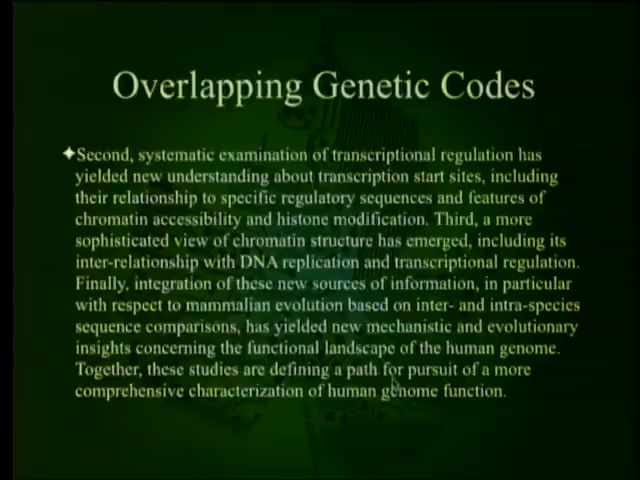 Overlapping Genetic Codes
✦Second, systematic examination of transcriptional regulation has
yielded new understanding about transcription start sites, including
their relationship to specific regulatory sequences and features of
chromatin accessibility and histone modification. Third, a more
sophisticated view of chromatin structure has emerged, including its
inter-relationship with DNA replication and transcriptional regulation.
Finally, integration of these new sources of information, in particular
with respect to mammalian evolution based on inter- and intra-species
sequence comparisons, has yielded new mechanistic and evolutionary
insights concerning the functional landscape of the human genome.
Together, these studies are defining a path for pursuit of a more
comprehensive characterization of human genome function.